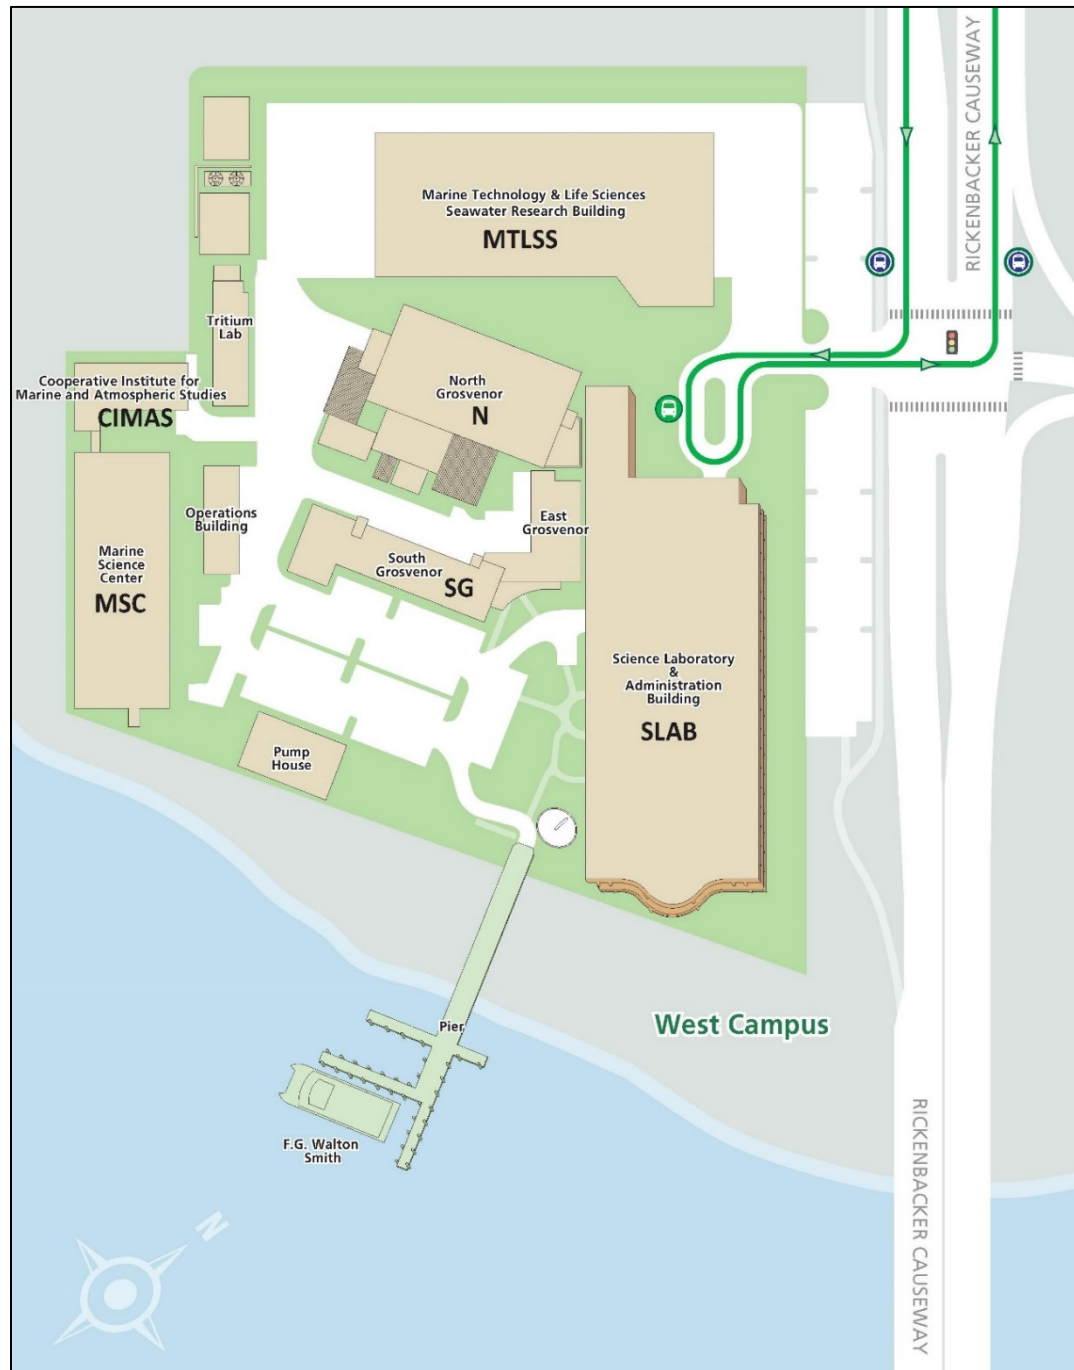 RICKENBACKER CAUSEWAY
Marine Technology & Life Sciences
Seawater Research Building
MTLSS
Tritium
Lab
Cooperative Institute for
Marine and Atmospheric Studies
CIMAS
North
Grosvenor
N
Operations
Building
East
Grosvenor
Marine
Science
Center
MSC
South
Grosvenor
SG
Science Laboratory
&
Administration
Building
SLAB
Pump
House
West Campus
Pier
F.G. Walton
Smith
RICKENBACKER CAUSEWAY
N